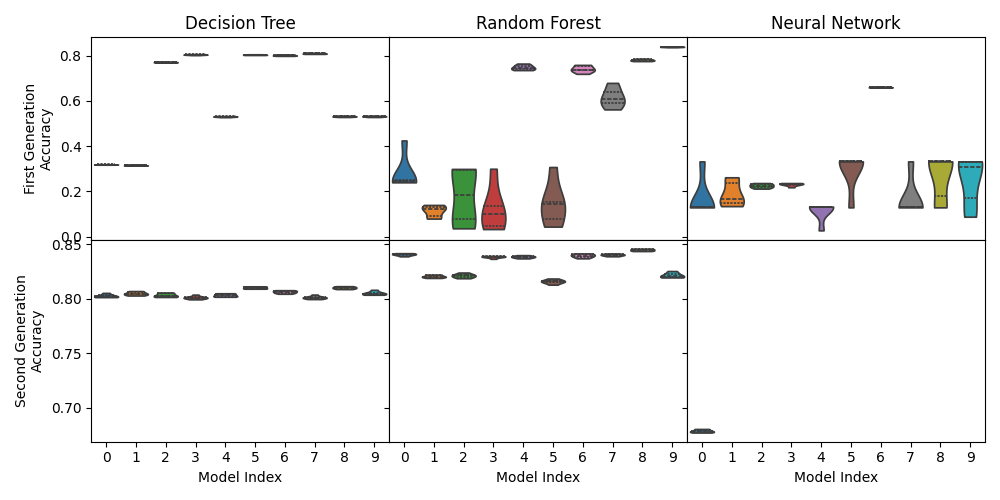 Decision Tree Random Forest Neural Network
First Generation
Accuracy
0.8
0.6
0.4
0.2
0.0
Second Generation
Accuracy
0.85
0.80
0.75
0.70
0 1 2 3 4 5 6 7 8 9 0 1 2 3 4 5 6 7 8 9 0 1 2 3 4 5 6 7 8 9
Model Index Model Index Model Index